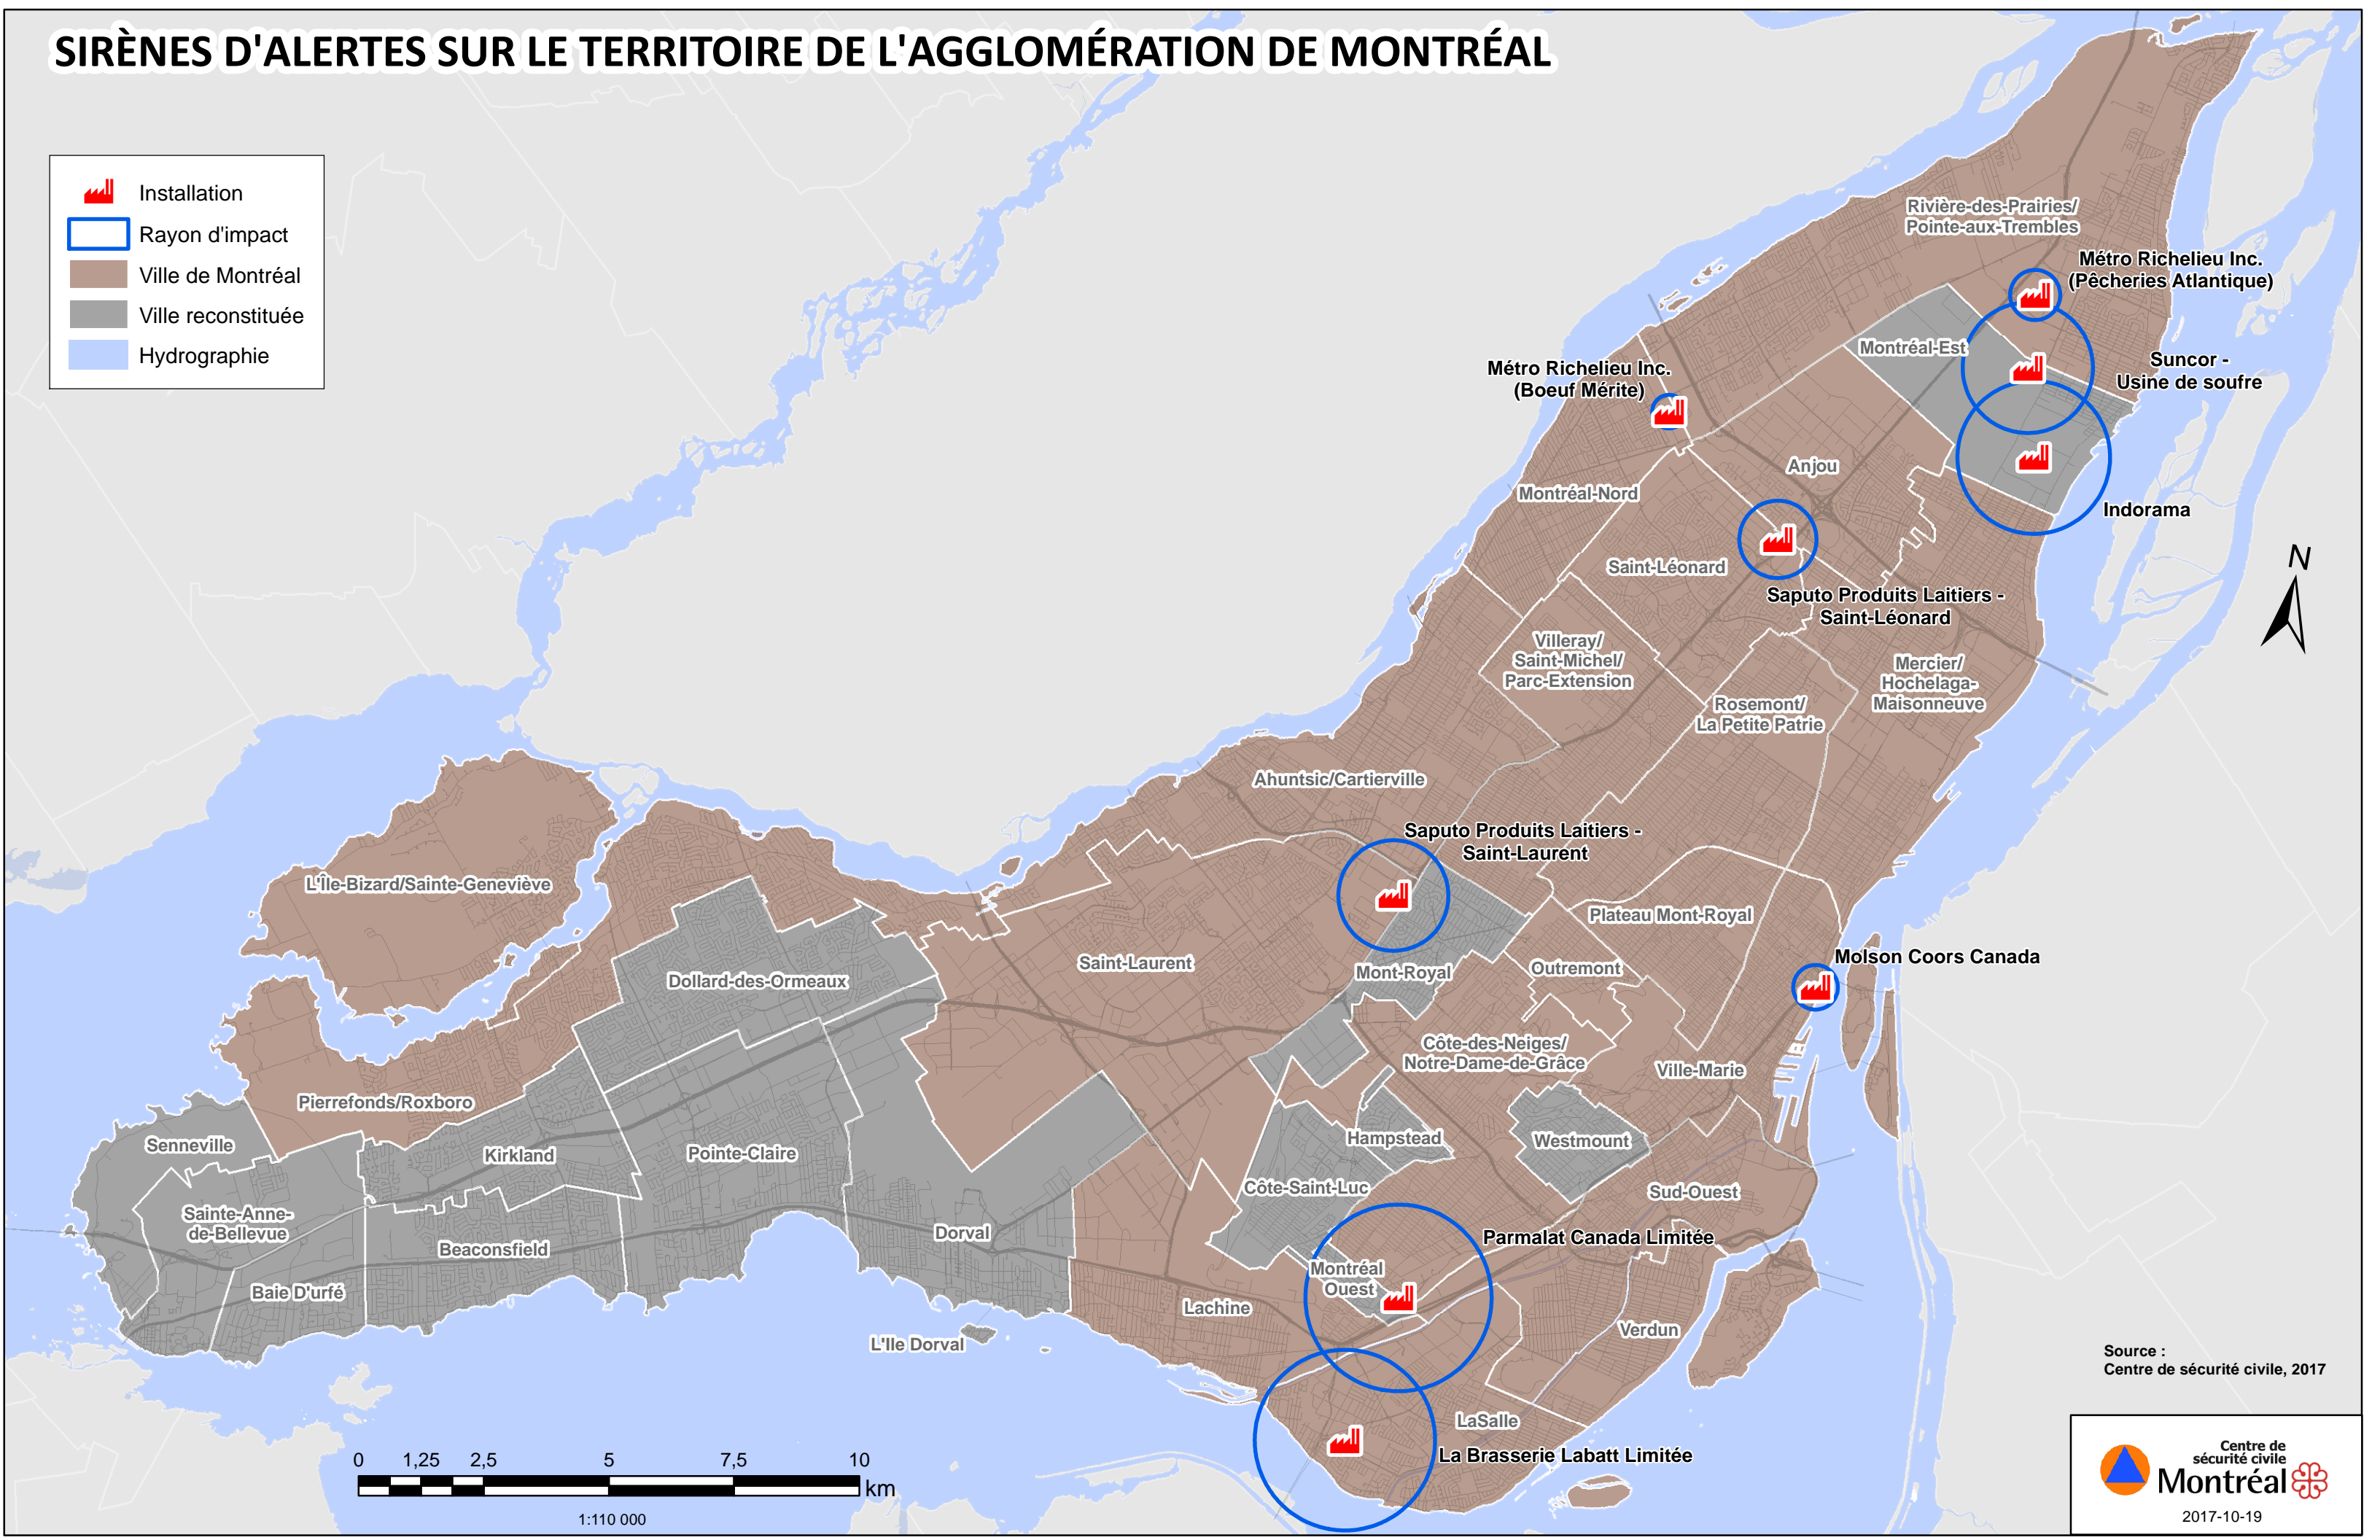 SIRÈNES D'ALERTES SUR LE TERRITOIRE DE L'AGGLOMÉRATION DE MONTRÉAL
Installation
Rayon d'impact
Ville de Montréal
Ville reconstituée
Hydrographie
Rivière-des-Prairies/
Pointe-aux-Trembles
Métro Richelieu Inc.
(Pêcheries Atlantique)
Montréal-Est
Suncor -
Usine de soufre
Métro Richelieu Inc.
(Boeuf Mérite)
Anjou
Montréal-Nord
Indorama
N
Saint-Léonard
Saputo Produits Laitiers -
Saint-Léonard
Villeray/
Saint-Michel/
Parc-Extension
Mercier/
Hochelaga-
Maisonneuve
Rosemont/
La Petite Patrie
Ahuntsic/Cartierville
Saputo Produits Laitiers -
Saint-Laurent
L'Île-Bizard/Sainte-Geneviève
Plateau Mont-Royal
Molson Coors Canada
Saint-Laurent
Mont-Royal
Outremont
Dollard-des-Ormeaux
Côte-des-Neiges/
Notre-Dame-de-Grâce
Ville-Marie
Pierrefonds/Roxboro
Senneville
Kirkland
Pointe-Claire
Hampstead
Westmount
Côte-Saint-Luc
Sud-Ouest
Sainte-Anne-
de-Bellevue
Beaconsfield
Dorval
Parmalat Canada Limitée
Montréal
Ouest
Baie D'urfé
Lachine
L'Ile Dorval
Verdun
Source :
Centre de sécurité civile, 2017
LaSalle
La Brasserie Labatt Limitée
0 1,25 2,5 5 7,5 10
km
1:110 000
Centre de
sécurité civile
Montréal
2017-10-19